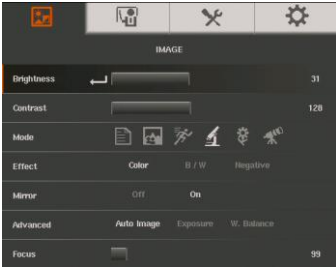 IMAGE
Brightness 31
Contrast 128
Mode
Effect Color B / W Negative
Mirror Off On
Advanced Auto Image Exposure W. Balance
Focus 99